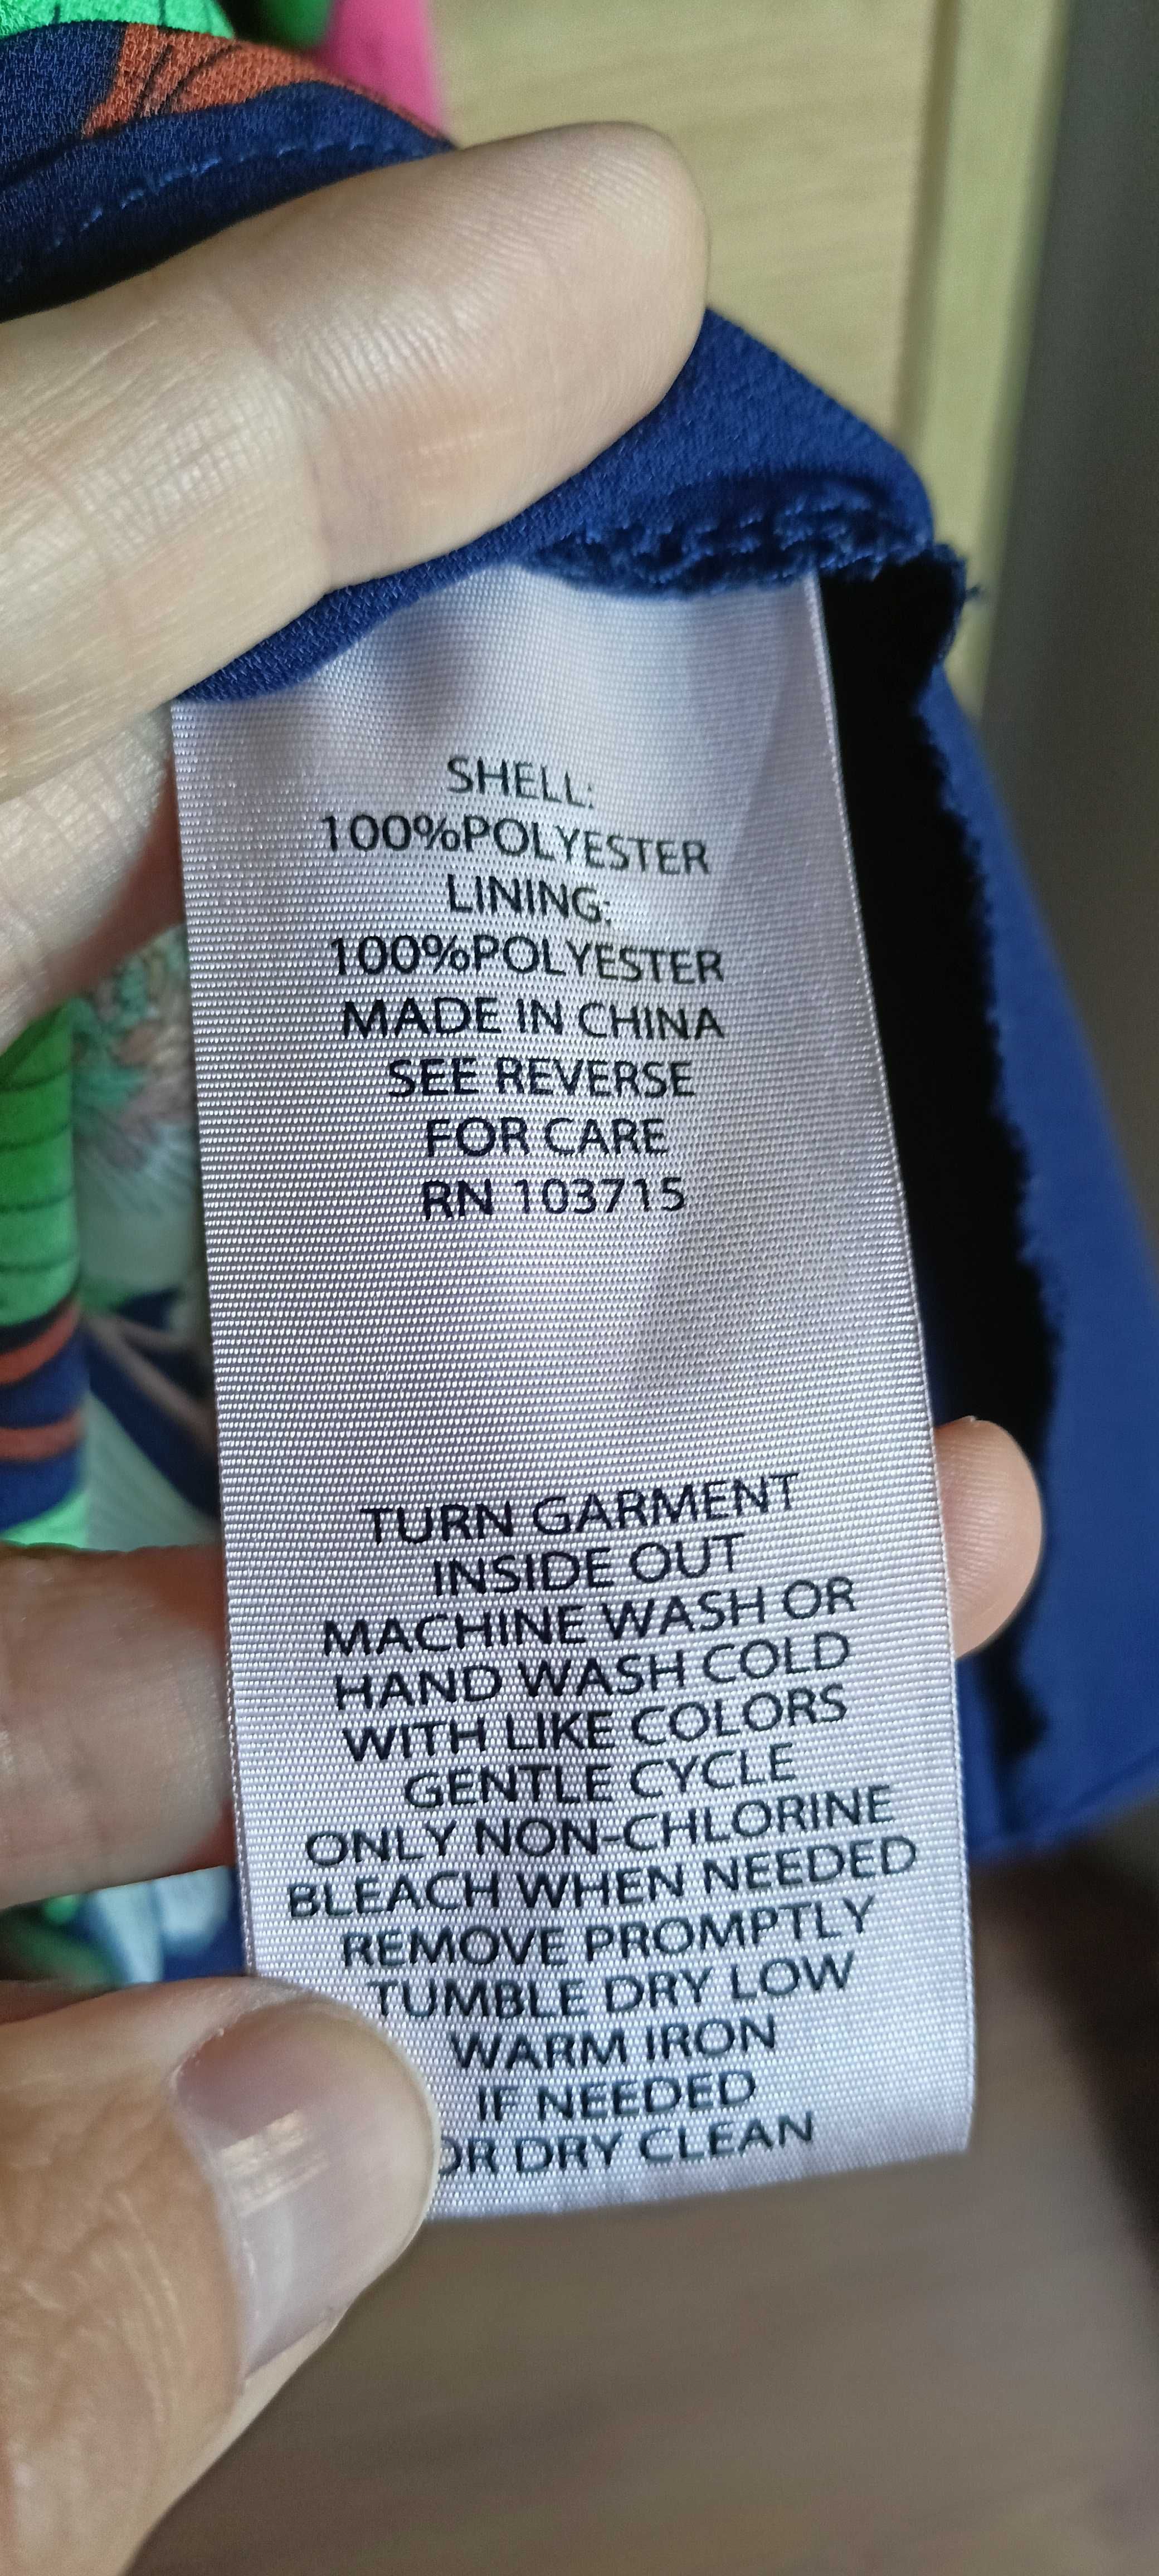 SHELL:
100%POLYESTER
LINING:
100%POLYESTER
MADE IN CHINA
SEE REVERSE
FOR CARE
RN 103715
TURN GARMENT
INSIDE OUT
MACHINE WASH OR
HAND WASH COLD
WITH LIKE COLORS
GENTLE CYCLE
ONLY NON-CHLORINE
BLEACH WHEN NEEDED
REMOVE PROMPTLY
TUMBLE DRY LOW
WARM IRON
IF NEEDED
OR DRY CLEAN